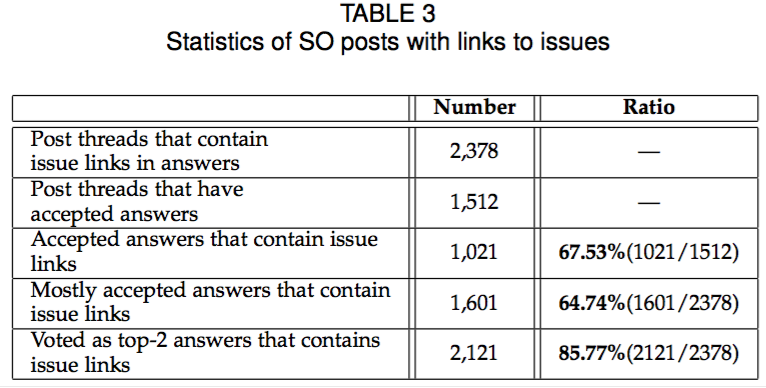 TABLE 3
Statistics of SO posts with links to issues
Number Ratio
Post threads that contain
issue links in answers 2,378 —
Post threads that have
accepted answers 1,512 —
Accepted answers that contain issue
links 1,021 67.53%(1021/1512)
Mostly accepted answers that contain
issue links 1,601 64.74%(1601/2378)
Voted as top-2 answers that contains
issue links 2,121 85.77%(2121/2378)